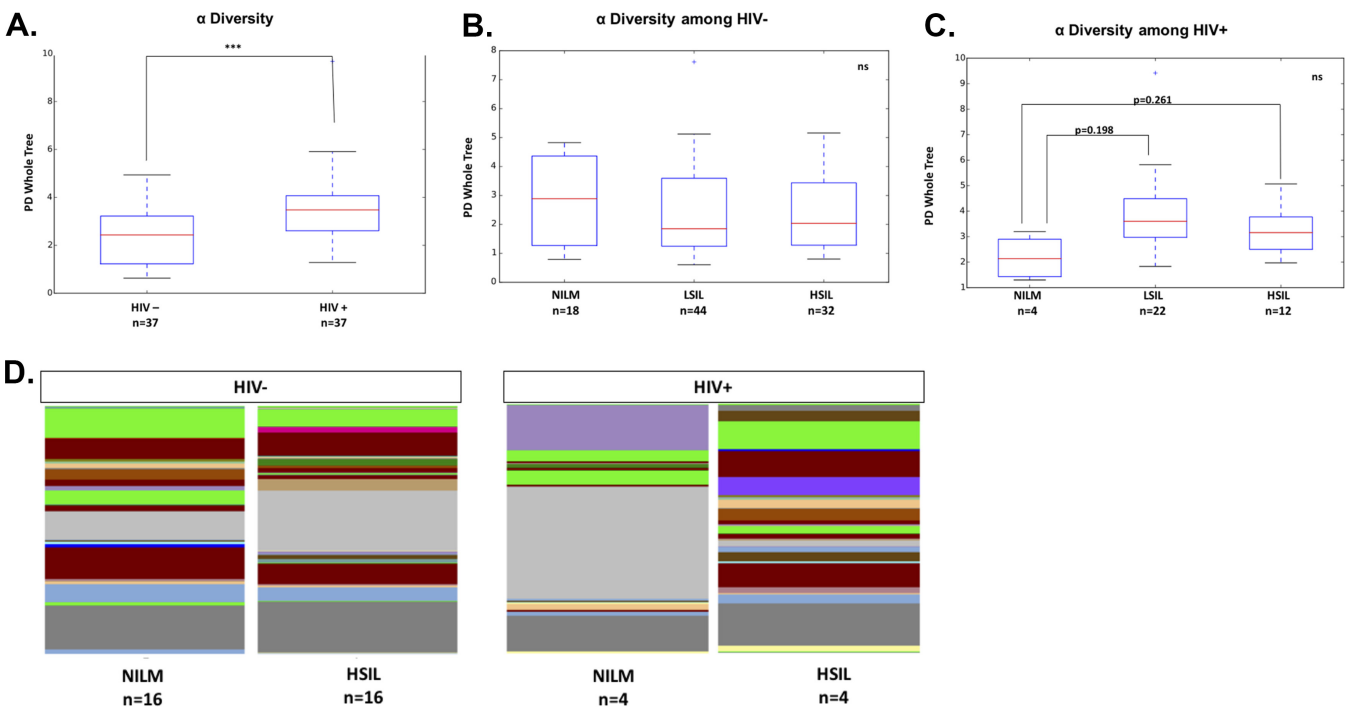 A.
α Diversity
***
10
8
6
4
2
0
PD Whole Tree
HIV –
n=37
HIV +
n=37
B.
α Diversity among HIV-
ns
8
7
6
5
4
3
2
1
0
PD Whole Tree
NILM
n=18
LSIL
n=44
HSIL
n=32
C.
α Diversity among HIV+
ns
p=0.261
p=0.198
10
9
8
7
6
5
4
3
2
1
PD Whole Tree
NILM
n=4
LSIL
n=22
HSIL
n=12
D.
HIV-
NILM
n=16
HSIL
n=16
HIV+
NILM
n=4
HSIL
n=4